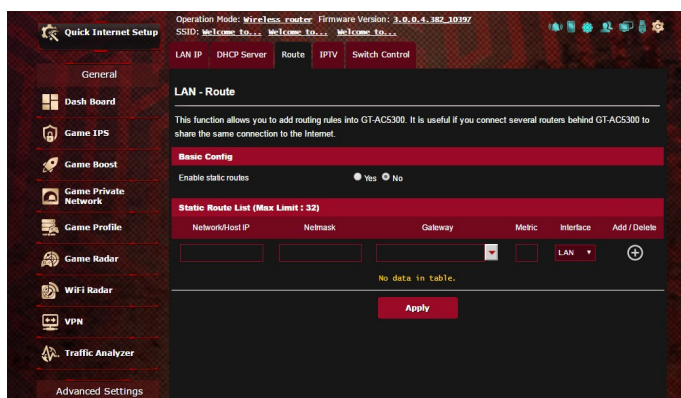 Quick Internet Setup
General
Dash Board
Game IPS
Game Boost
Game Private
Network
Game Profile
Game Radar
WiFi Radar
VPN
Traffic Analyzer
Advanced Settings
Operation Mode: Wireless router Firmware Version: 3.0.0.4.382_10397
SSID: Welcome to... Welcome to... Welcome to...
LAN IP DHCP Server Route IPTV Switch Control
LAN - Route
This function allows you to add routing rules into GT-AC5300. It is useful if you connect several routers behind GT-AC5300 to
share the same connection to the Internet.
Basic Config
Enable static routes Yes No
Static Route List (Max Limit : 32)
Network/Host IP Netmask Gateway Metric Interface Add / Delete
LAN
No data in table.
Apply